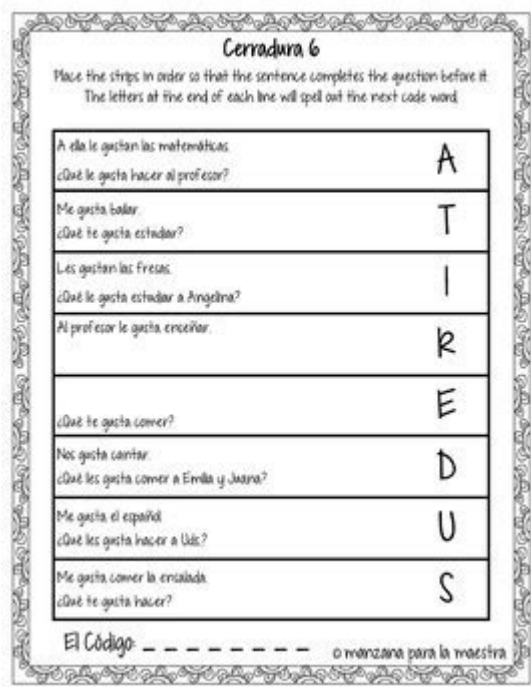 Cerradura 6
Place the strips in order so that the sentence completes the question before it.
The letters at the end of each line will spell out the next code word.
A ella le gustan las matemáticas.
¿Qué le gusta hacer al profesor?
A
Me gusta bailar.
¿Qué te gusta estudiar?
T
Les gustan las fresas.
¿Qué le gusta estudiar a Angelina?
I
Al profesor le gusta enseñar.
R
¿Qué te gusta comer?
E
Nos gusta cantar.
¿Qué les gusta comer a Emilia y Juana?
D
Me gusta el español.
¿Qué les gusta hacer a Uds.?
U
Me gusta comer la ensalada.
¿Qué te gusta hacer?
S
El Código: _ _ _ _ _ _ _ _
© manzana para la maestra